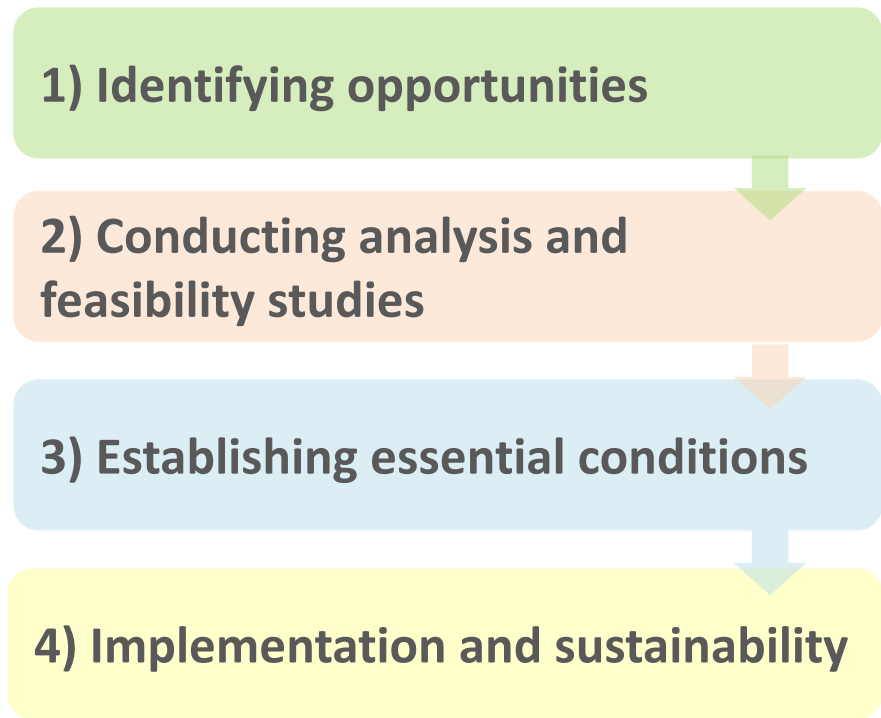 1) Identifying opportunities
2) Conducting analysis and
feasibility studies
3) Establishing essential conditions
4) Implementation and sustainability